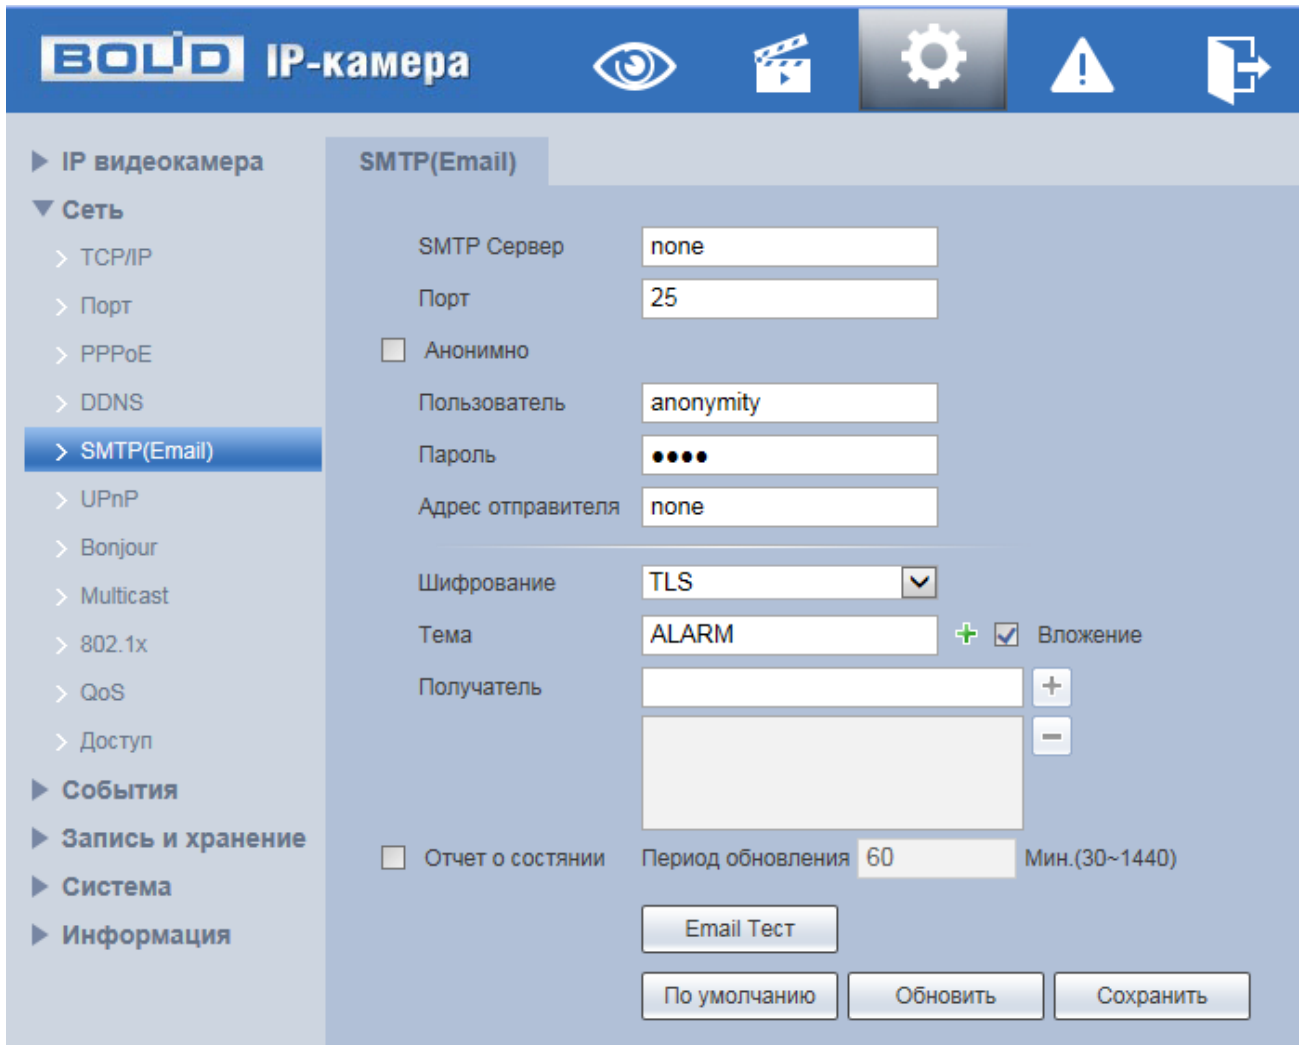 BOLID IP-камера
IP видеокамера
Сеть
TCP/IP
Порт
PPPoE
DDNS
SMTP(Email)
UPnP
Bonjour
Multicast
802.1x
QoS
Доступ
События
Запись и хранение
Система
Информация
SMTP(Email)
SMTP Сервер none
Порт 25
Анонимно
Пользователь anonymity
Пароль ●●●●
Адрес отправителя none
Шифрование TLS
Тема ALARM Вложение
Получатель
Отчет о состянии Период обновления 60 Мин.(30~1440)
Email Тест
По умолчанию Обновить Сохранить